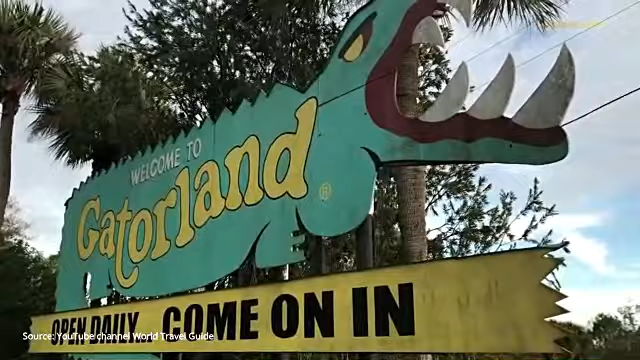 WELCOME TO
Gatorland®
OPEN DAILY COME ON IN
Source: YouTube channel World Travel Guide